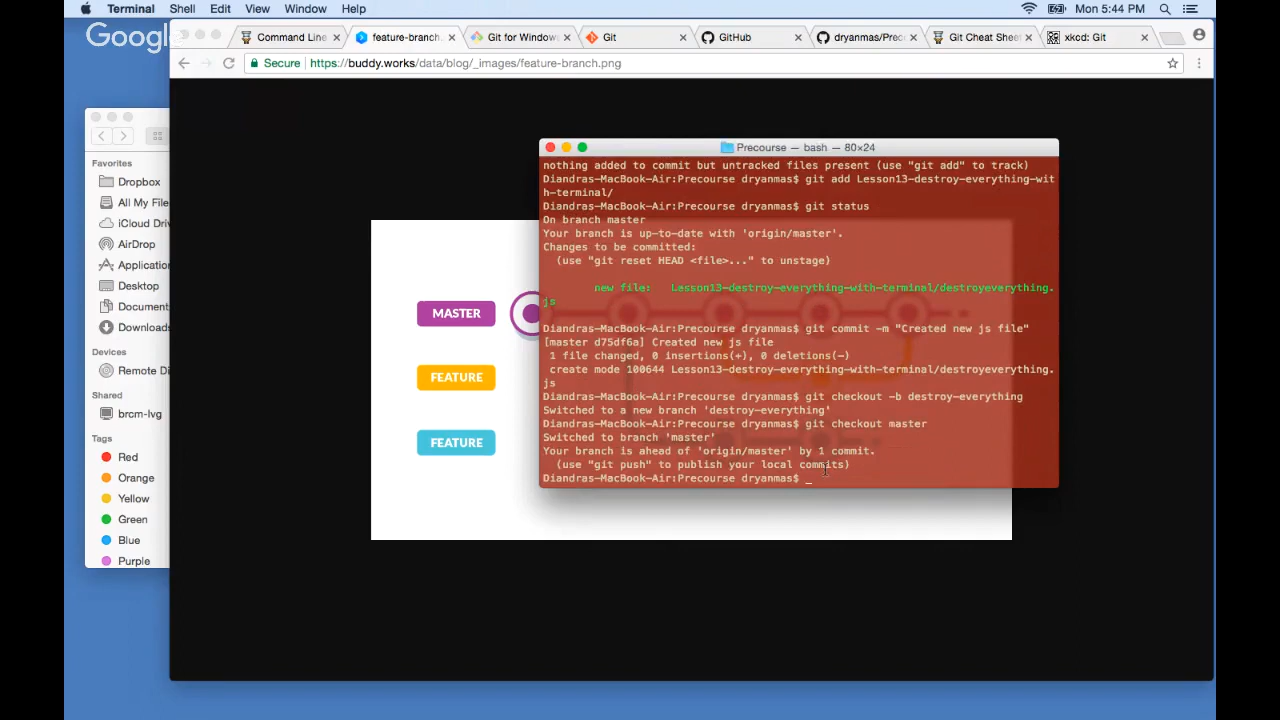 Terminal Shell Edit View Window Help Mon 5:44 PM
Google
Command Line
feature-branch.
Git for Windows
Git
GitHub
dryanmas/Prec
Git Cheat Shee
xkcd: Git
Secure https://buddy.works/data/blog/_images/feature-branch.png
Favorites
Dropbox
All My File
iCloud Driv
AirDrop
Application
Desktop
Document
Downloads
Devices
Remote Di
Shared
brcm-lvg
Tags
Red
Orange
Yellow
Green
Blue
Purple
MASTER
FEATURE
FEATURE
Precourse — bash — 80×24
nothing added to commit but untracked files present (use "git add" to track)
Diandras-MacBook-Air:Precourse dryanmas$ git add Lesson13-destroy-everything-wit
h-terminal/
Diandras-MacBook-Air:Precourse dryanmas$ git status
On branch master
Your branch is up-to-date with 'origin/master'.
Changes to be committed:
(use "git reset HEAD <file>..." to unstage)
new file: Lesson13-destroy-everything-with-terminal/destroyeverything.
js
Diandras-MacBook-Air:Precourse dryanmas$ git commit -m "Created new js file"
[master d75df6a] Created new js file
1 file changed, 0 insertions(+), 0 deletions(-)
create mode 100644 Lesson13-destroy-everything-with-terminal/destroyeverything.
js
Diandras-MacBook-Air:Precourse dryanmas$ git checkout -b destroy-everything
Switched to a new branch 'destroy-everything'
Diandras-MacBook-Air:Precourse dryanmas$ git checkout master
Switched to branch 'master'
Your branch is ahead of 'origin/master' by 1 commit.
(use "git push" to publish your local commits)
Diandras-MacBook-Air:Precourse dryanmas$ _